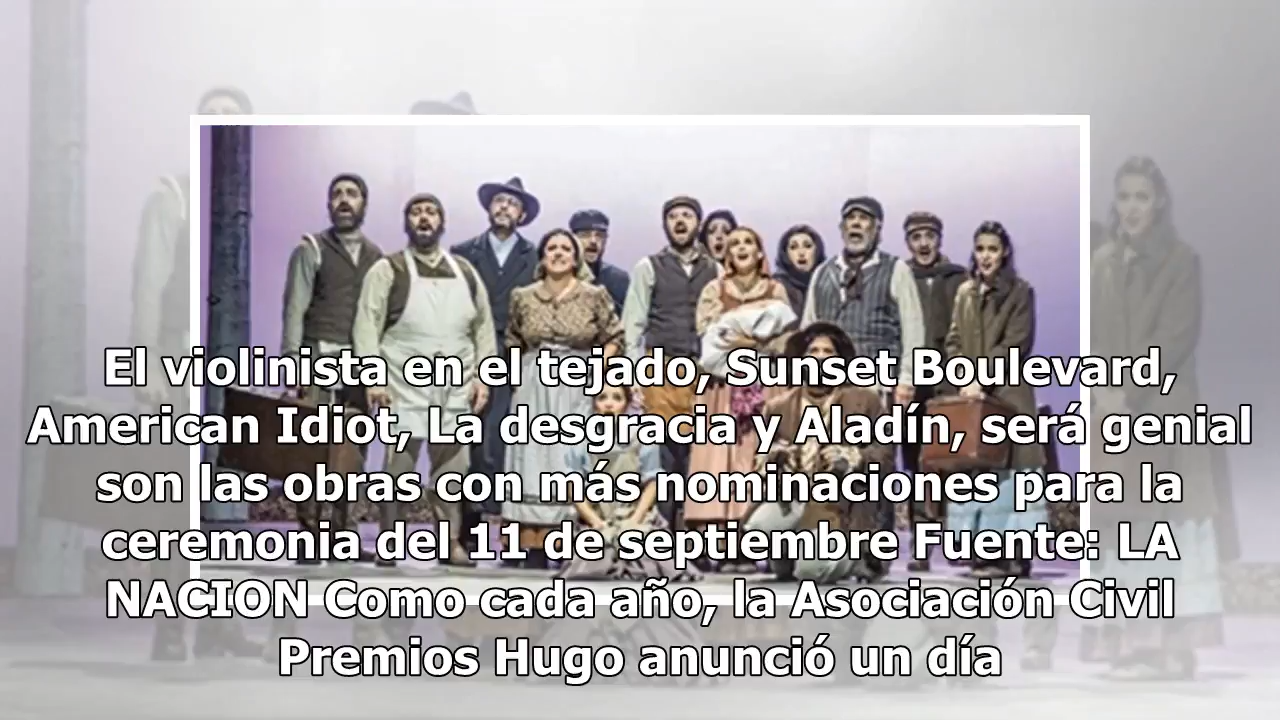 El violinista en el tejado, Sunset Boulevard,
American Idiot, La desgracia y Aladín, será genial
son las obras con más nominaciones para la
ceremonia del 11 de septiembre Fuente: LA
NACION Como cada año, la Asociación Civil
Premios Hugo anunció un día